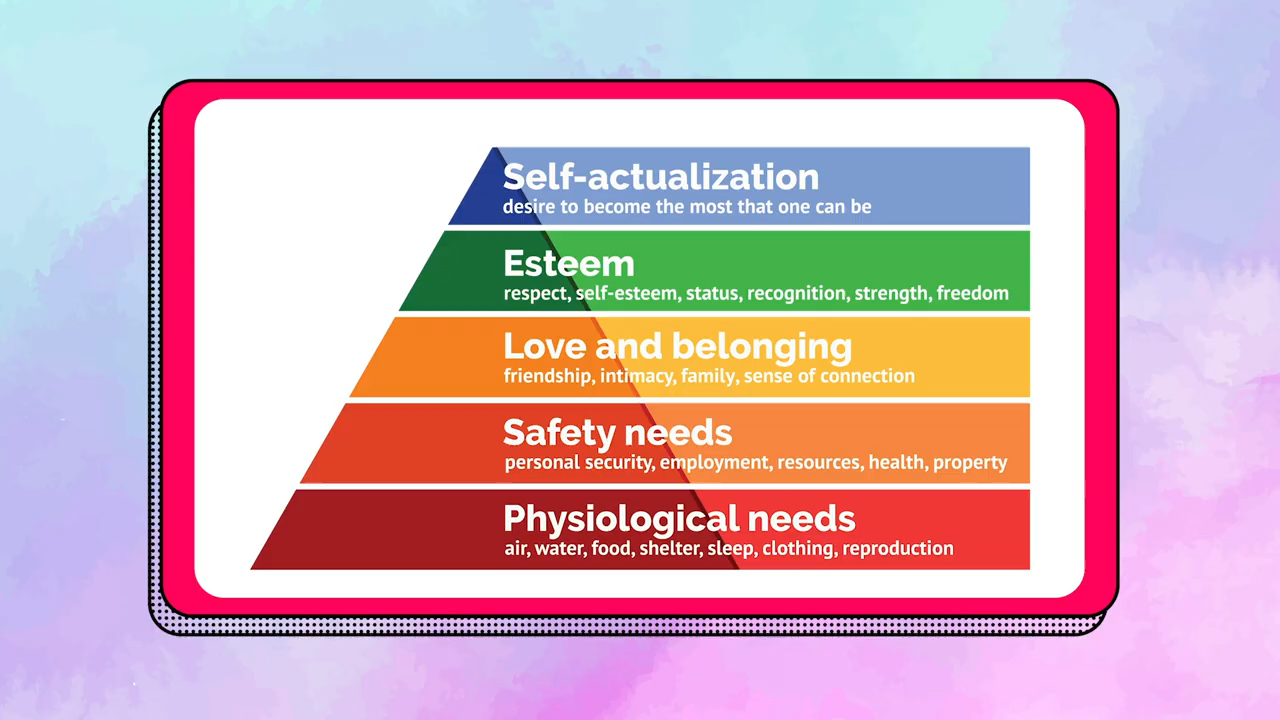 Self-actualization
desire to become the most that one can be
Esteem
respect, self-esteem, status, recognition, strength, freedom
Love and belonging
friendship, intimacy, family, sense of connection
Safety needs
personal security, employment, resources, health, property
Physiological needs
air, water, food, shelter, sleep, clothing, reproduction